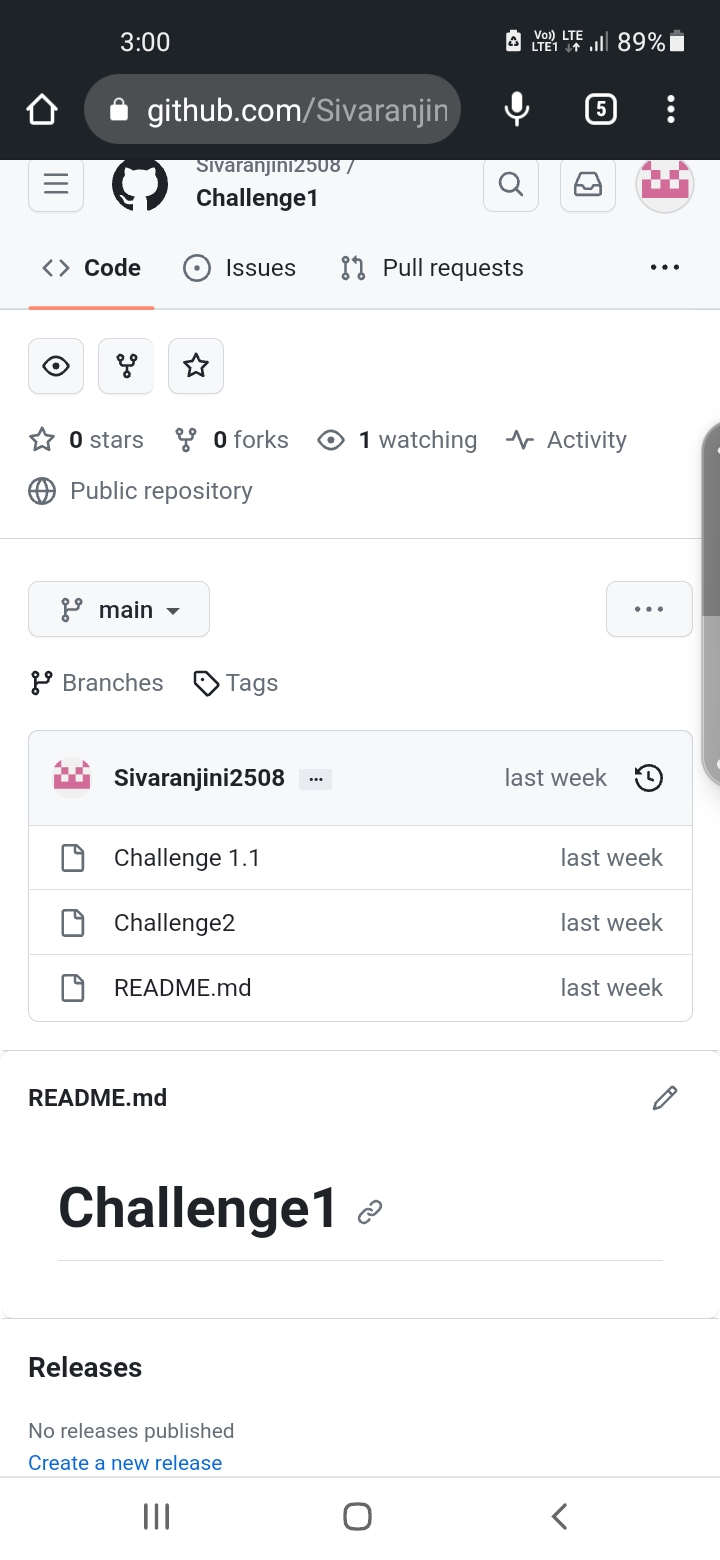 3:00 Vo)) LTE1 LTE 89%
github.com/Sivaranjin 5
Sivaranjini2508 /
Challenge1
Code Issues Pull requests ...
0 stars 0 forks 1 watching Activity
Public repository
main ...
Branches Tags
Sivaranjini2508 ... last week
Challenge 1.1 last week
Challenge2 last week
README.md last week
README.md
Challenge1
Releases
No releases published
Create a new release